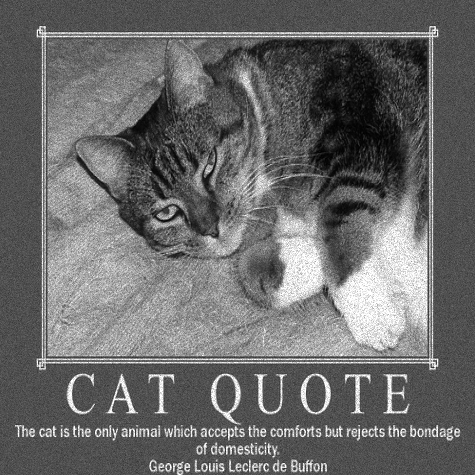 CAT QUOTE
The cat is the only animal which accepts the comforts but rejects the bondage
of domesticity.
George Louis Leclerc de Buffon